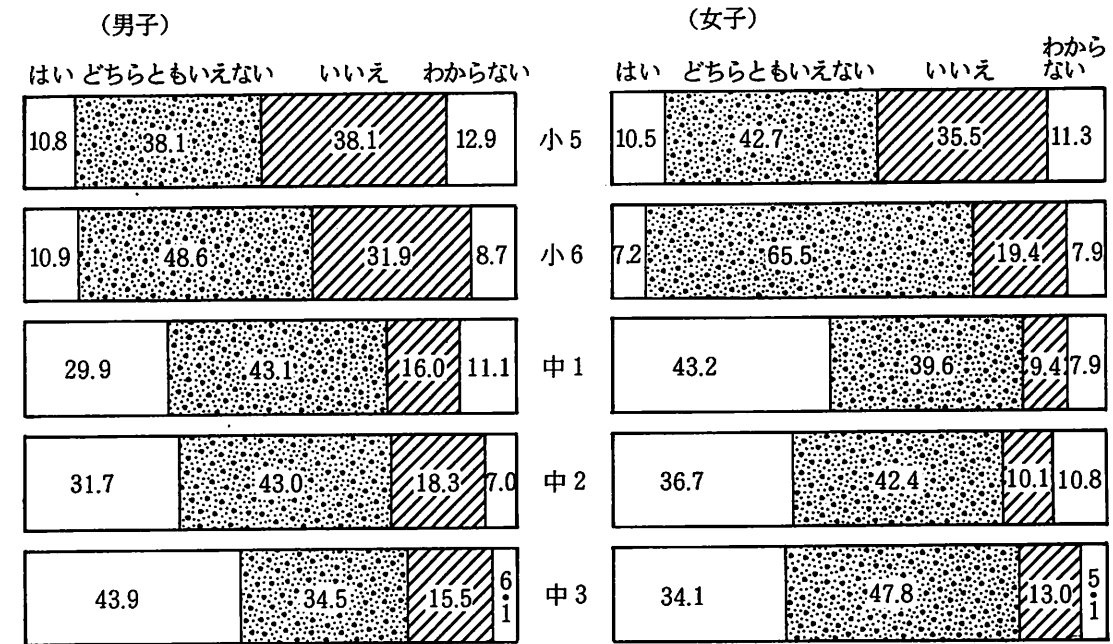 (男子)
はい どちらともいえない いいえ わからない
10.8 38.1 38.1 12.9
小5
10.9 48.6 31.9 8.7
小6
29.9 43.1 16.0 11.1
中1
31.7 43.0 18.3 7.0
中2
43.9 34.5 15.5 6.1
中3
(女子)
はい どちらともいえない いいえ わからない
10.5 42.7 35.5 11.3
7.2 65.5 19.4 7.9
43.2 39.6 9.4 7.9
36.7 42.4 10.1 10.8
34.1 47.8 13.0 5.1